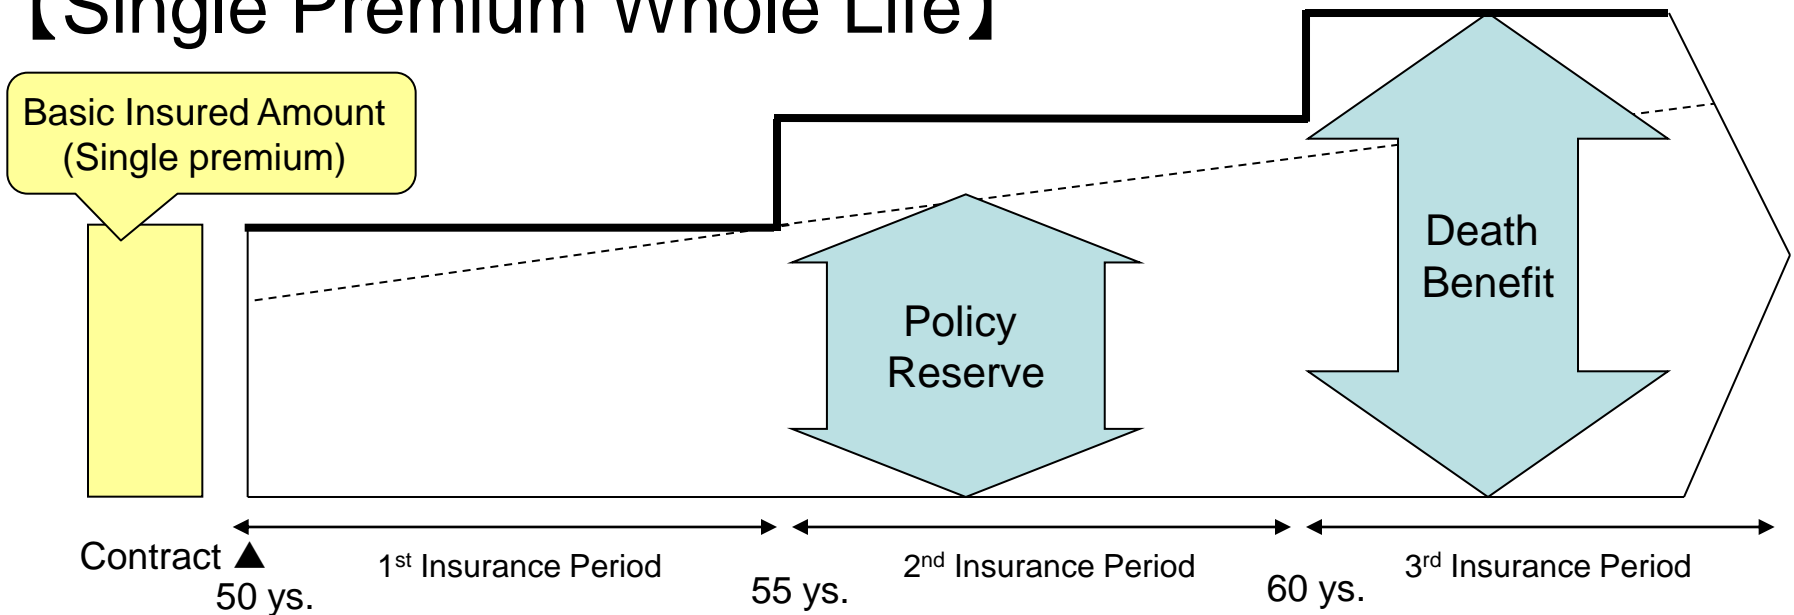 【Single Premium Whole Life】
Basic Insured Amount
(Single premium)
Policy
Reserve
Death
Benefit
Contract ▲
1st Insurance Period
2nd Insurance Period
3rd Insurance Period
50 ys.
55 ys.
60 ys.